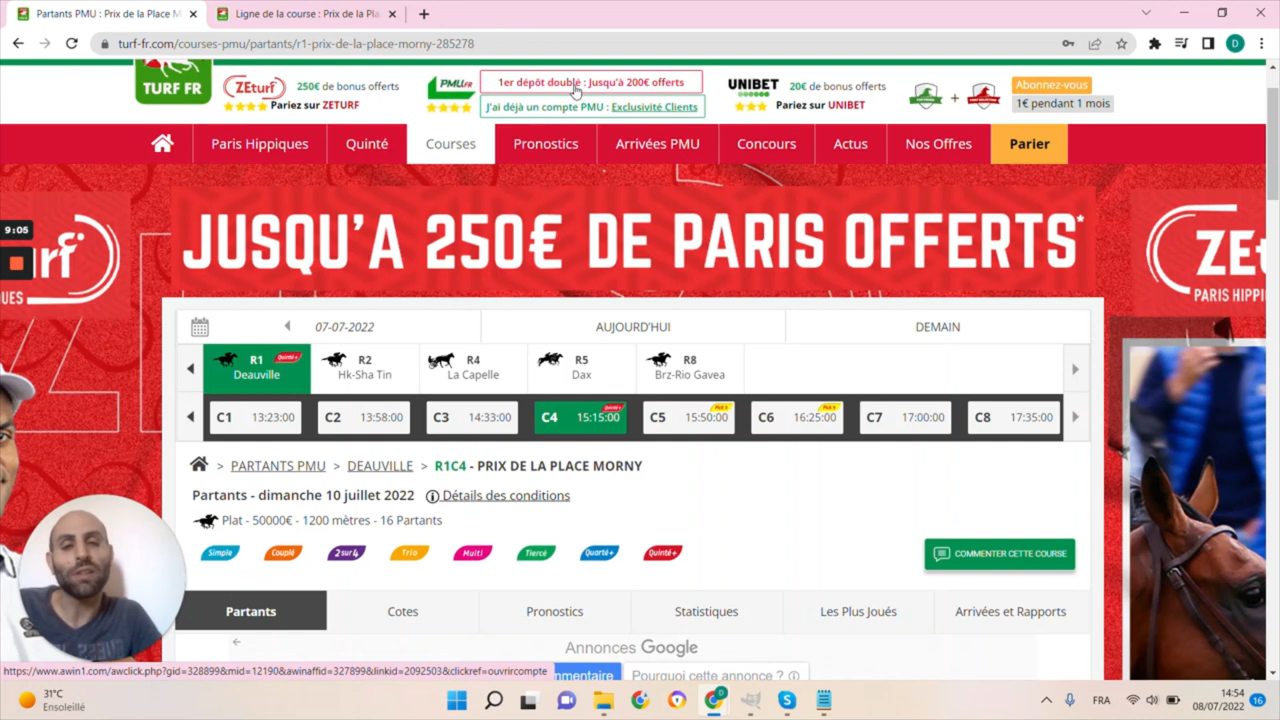 Partants PMU : Prix de la Place M
Ligne de la course : Prix de la Pla
turf-fr.com/courses-pmu/partants/r1-prix-de-la-place-morny-285278
D
TURF FR
ZEturf
250€ de bonus offerts
Pariez sur ZETURF
PMU.fr
1er dépôt doublé : Jusqu'à 200€ offerts
J'ai déjà un compte PMU : Exclusivité Clients
UNIBET
20€ de bonus offerts
Pariez sur UNIBET
+
Abonnez-vous
1€ pendant 1 mois
Paris Hippiques
Quinté
Courses
Pronostics
Arrivées PMU
Concours
Actus
Nos Offres
Parier
9:05
JUSQU'A 250€ DE PARIS OFFERTS*
turf
QUES
ZEt
PARIS HIPPI
07-07-2022
AUJOURD'HUI
DEMAIN
R1 Quinté+
Deauville
R2
Hk-Sha Tin
R4
La Capelle
R5
Dax
R8
Brz-Rio Gavea
C1 13:23:00
C2 13:58:00
C3 14:33:00
C4 15:15:00 Quinté+
C5 15:50:00 Pick 5
C6 16:25:00 Pick 5
C7 17:00:00
C8 17:35:00
> PARTANTS PMU > DEAUVILLE > R1C4 - PRIX DE LA PLACE MORNY
Partants - dimanche 10 juillet 2022 Détails des conditions
Plat - 50000€ - 1200 mètres - 16 Partants
Simple
Couplé
2sur4
Trio
Multi
Tiercé
Quarté+
Quinté+
COMMENTER CETTE COURSE
Partants
Cotes
Pronostics
Statistiques
Les Plus Joués
Arrivées et Rapports
Annonces Google
https://www.awin1.com/awclick.php?gid=328899&mid=12190&awinaffid=327899&linkid=2092503&clickref=ouvrircompte
mmentaire
Pourquoi cette annonce ?
31°C
Ensoleillé
FRA
14:54
08/07/2022
16